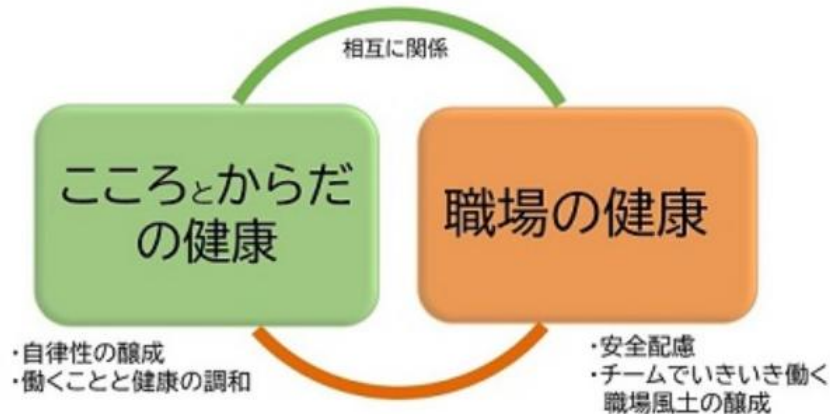 相互に関係
こころとからだ
の健康
職場の健康
・自律性の醸成
・働くことと健康の調和
・安全配慮
・チームでいきいき働く
職場風土の醸成